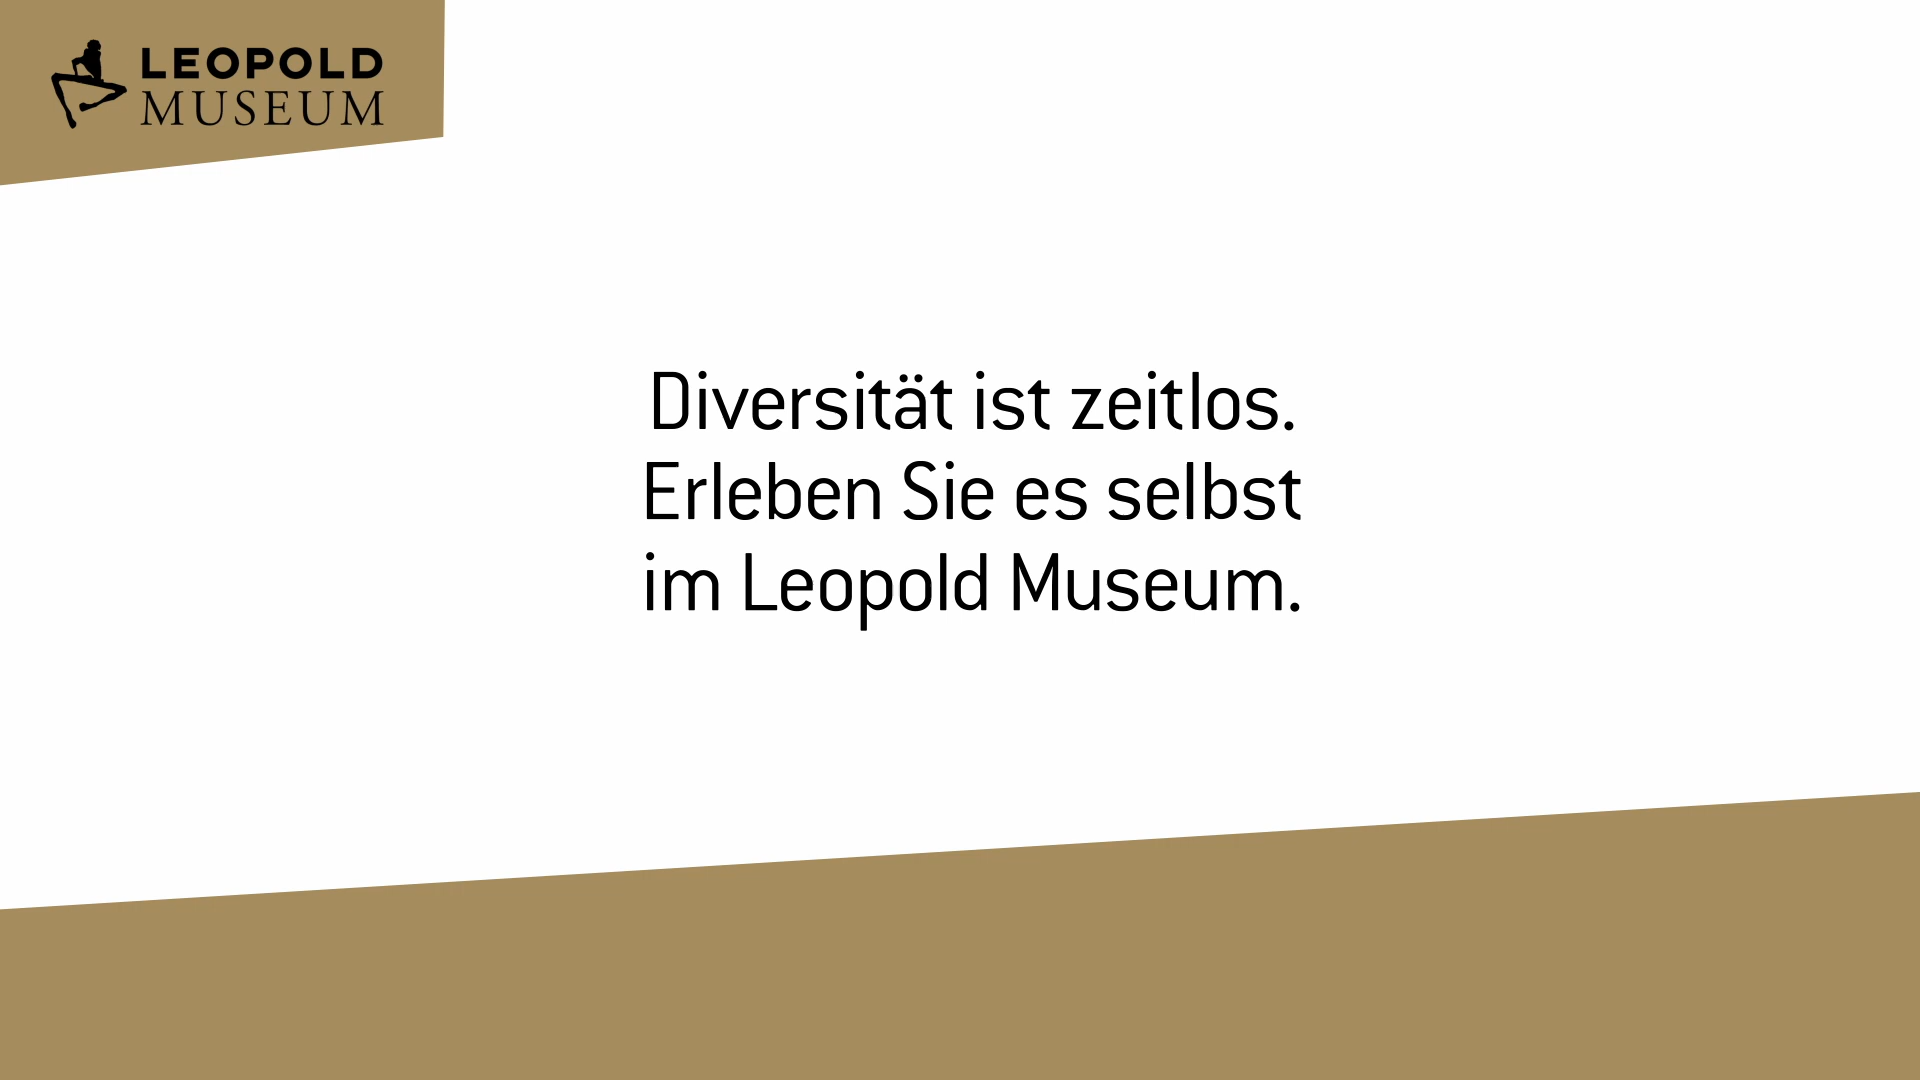 LEOPOLD
MUSEUM
Diversität ist zeitlos.
Erleben Sie es selbst
im Leopold Museum.